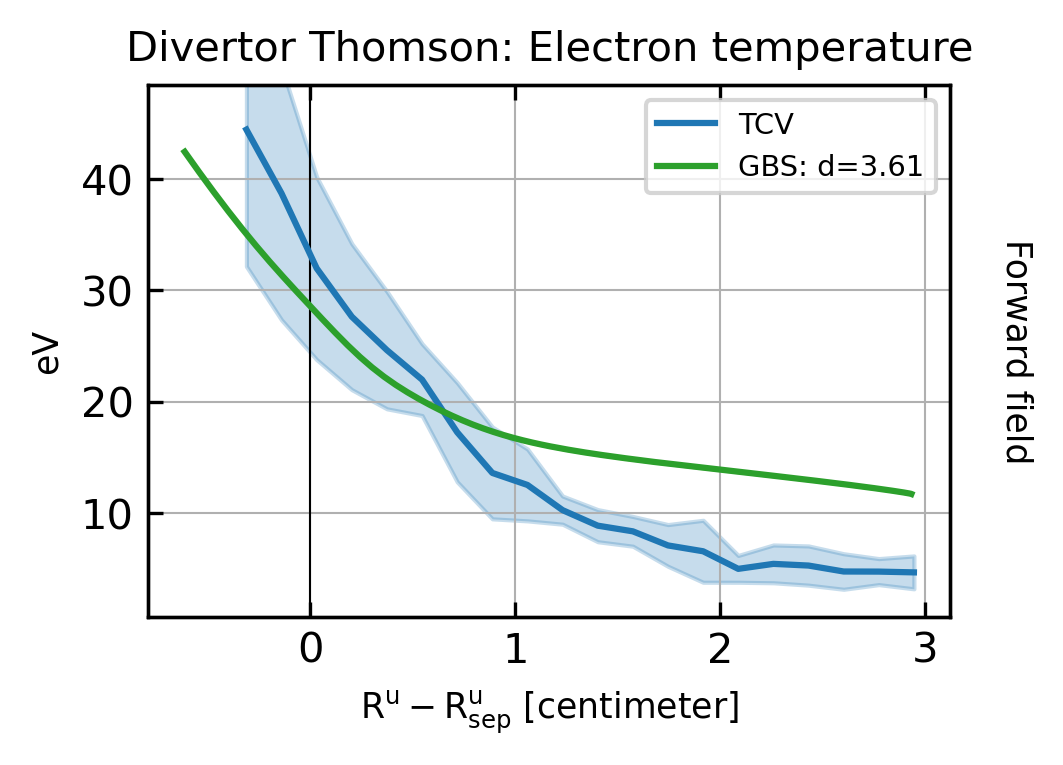 Divertor Thomson: Electron temperature
TCV
GBS: d=3.61
40
30
20
10
eV
0 1 2 3
R^u − R^u_sep [centimeter]
Forward field